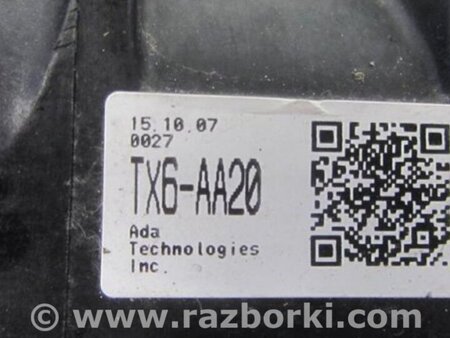 15.10.07
0027
TX6-AA20
Ada
Technologies
Inc.
© www.razborki.com